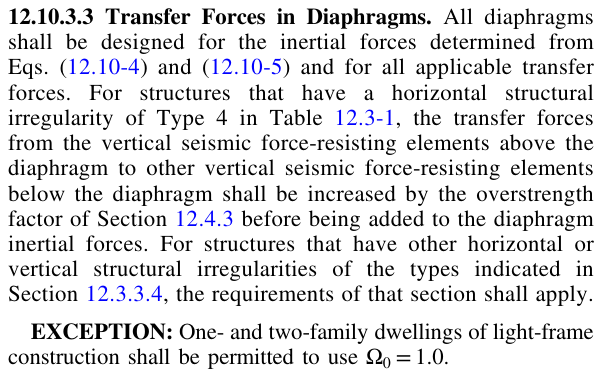 12.10.3.3 Transfer Forces in Diaphragms. All diaphragms
shall be designed for the inertial forces determined from
Eqs. (12.10-4) and (12.10-5) and for all applicable transfer
forces. For structures that have a horizontal structural
irregularity of Type 4 in Table 12.3-1, the transfer forces
from the vertical seismic force-resisting elements above the
diaphragm to other vertical seismic force-resisting elements
below the diaphragm shall be increased by the overstrength
factor of Section 12.4.3 before being added to the diaphragm
inertial forces. For structures that have other horizontal or
vertical structural irregularities of the types indicated in
Section 12.3.3.4, the requirements of that section shall apply.
EXCEPTION: One- and two-family dwellings of light-frame
construction shall be permitted to use Ω₀ = 1.0.